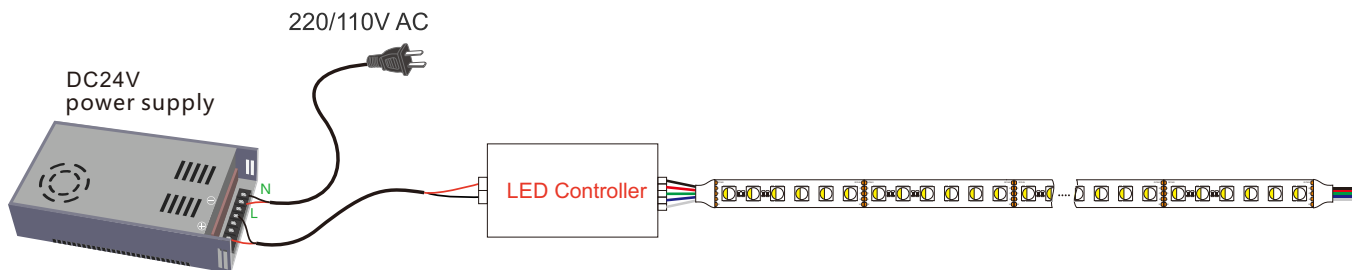 220/110V AC
DC24V
power supply
N
L
LED Controller